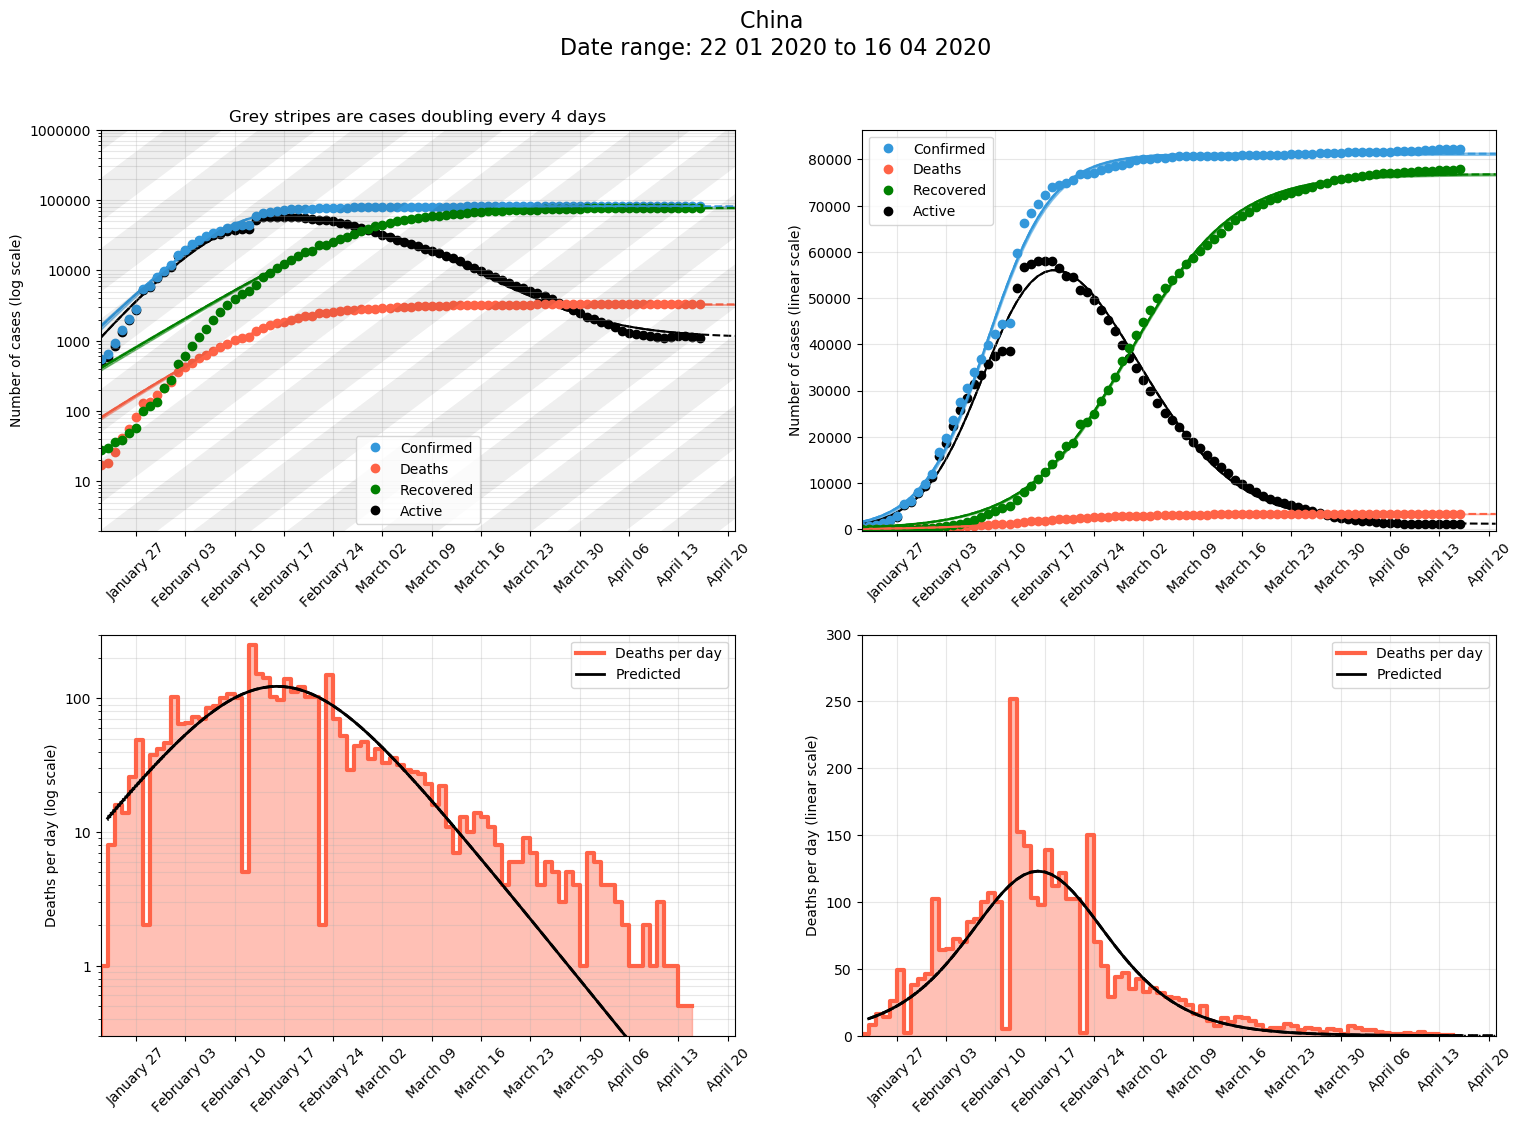 China
Date range: 22 01 2020 to 16 04 2020
Grey stripes are cases doubling every 4 days
Number of cases (log scale)
1000000
100000
10000
1000
100
10
Confirmed
Deaths
Recovered
Active
January 27
February 03
February 10
February 17
February 24
March 02
March 09
March 16
March 23
March 30
April 06
April 13
April 20
Number of cases (linear scale)
80000
70000
60000
50000
40000
30000
20000
10000
0
Confirmed
Deaths
Recovered
Active
January 27
February 03
February 10
February 17
February 24
March 02
March 09
March 16
March 23
March 30
April 06
April 13
April 20
Deaths per day (log scale)
100
10
1
Deaths per day
Predicted
January 27
February 03
February 10
February 17
February 24
March 02
March 09
March 16
March 23
March 30
April 06
April 13
April 20
Deaths per day (linear scale)
300
250
200
150
100
50
0
Deaths per day
Predicted
January 27
February 03
February 10
February 17
February 24
March 02
March 09
March 16
March 23
March 30
April 06
April 13
April 20